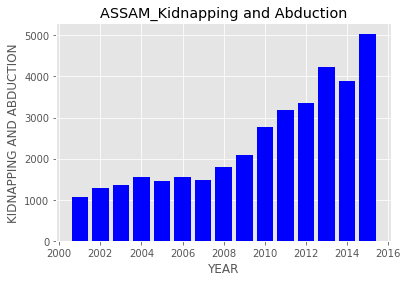 ASSAM_Kidnapping and Abduction
KIDNAPPING AND ABDUCTION
5000
4000
3000
2000
1000
0
2000 2002 2004 2006 2008 2010 2012 2014 2016
YEAR